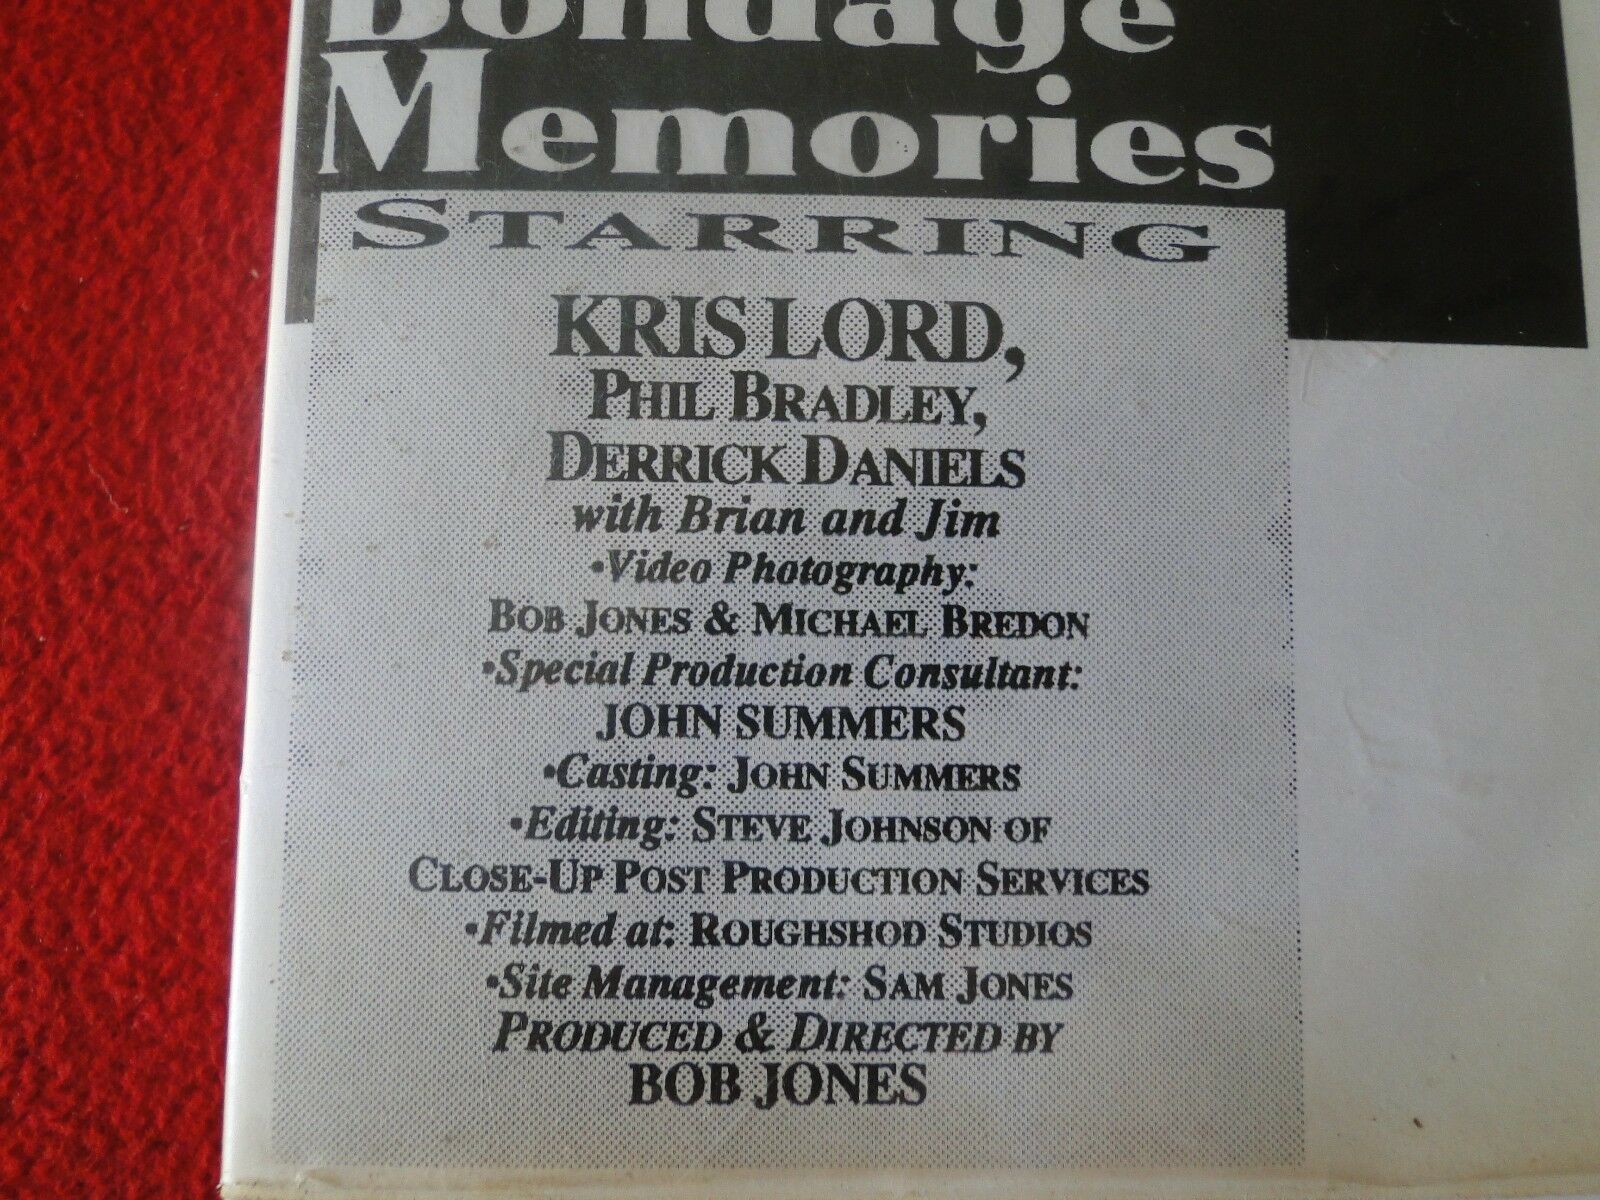 Bondage
Memories
STARRING
KRIS LORD,
PHIL BRADLEY,
DERRICK DANIELS
with Brian and Jim
•Video Photography:
BOB JONES & MICHAEL BREDON
•Special Production Consultant:
JOHN SUMMERS
•Casting: JOHN SUMMERS
•Editing: STEVE JOHNSON OF
CLOSE-UP POST PRODUCTION SERVICES
•Filmed at: ROUGHSHOD STUDIOS
•Site Management: SAM JONES
PRODUCED & DIRECTED BY
BOB JONES